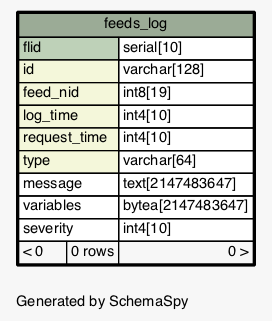 feeds_log
flid serial[10]
id varchar[128]
feed_nid int8[19]
log_time int4[10]
request_time int4[10]
type varchar[64]
message text[2147483647]
variables bytea[2147483647]
severity int4[10]
< 0 0 rows 0 >
Generated by SchemaSpy